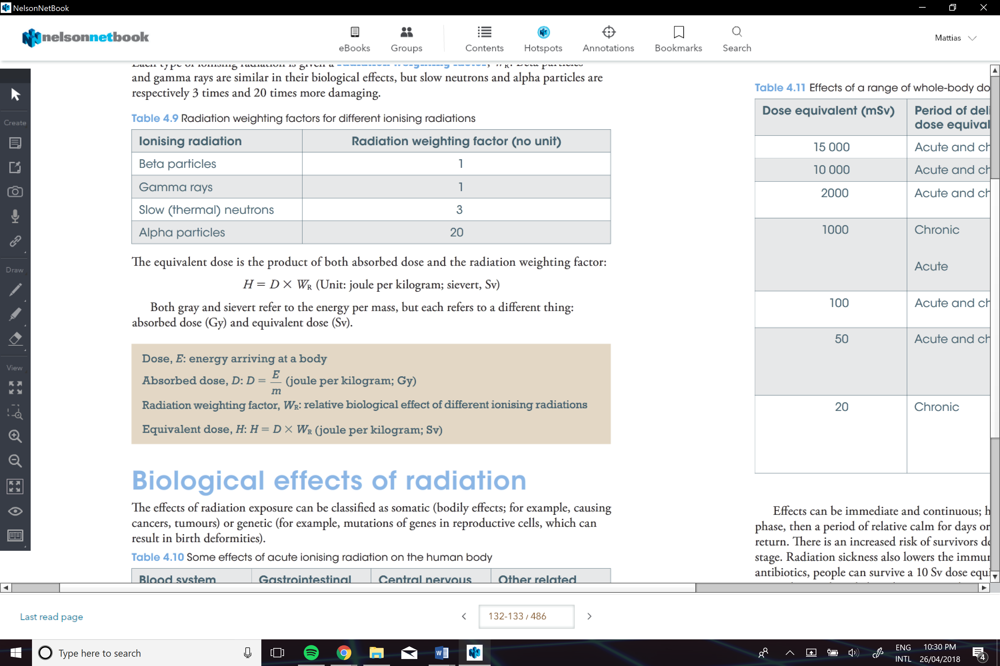 NelsonNetBook
nelsonnetbook
eBooks
Groups
Contents
Hotspots
Annotations
Bookmarks
Search
Mattias
Create
Draw
View
and gamma rays are similar in their biological effects, but slow neutrons and alpha particles are
respectively 3 times and 20 times more damaging.
Table 4.9 Radiation weighting factors for different ionising radiations
Ionising radiation Radiation weighting factor (no unit)
Beta particles 1
Gamma rays 1
Slow (thermal) neutrons 3
Alpha particles 20
The equivalent dose is the product of both absorbed dose and the radiation weighting factor:
H = D × WR (Unit: joule per kilogram; sievert, Sv)
Both gray and sievert refer to the energy per mass, but each refers to a different thing:
absorbed dose (Gy) and equivalent dose (Sv).
Dose, E: energy arriving at a body
Absorbed dose, D: D = E/m (joule per kilogram; Gy)
Radiation weighting factor, WR: relative biological effect of different ionising radiations
Equivalent dose, H: H = D × WR (joule per kilogram; Sv)
Biological effects of radiation
The effects of radiation exposure can be classified as somatic (bodily effects; for example, causing
cancers, tumours) or genetic (for example, mutations of genes in reproductive cells, which can
result in birth deformities).
Table 4.10 Some effects of acute ionising radiation on the human body
Blood system Gastrointestinal Central nervous Other related
Table 4.11 Effects of a range of whole-body do
Dose equivalent (mSv) Period of deli
dose equival
15 000 Acute and ch
10 000 Acute and ch
2000 Acute and ch
1000 Chronic
Acute
100 Acute and ch
50 Acute and ch
20 Chronic
Effects can be immediate and continuous; h
phase, then a period of relative calm for days or
return. There is an increased risk of survivors de
stage. Radiation sickness also lowers the immu
antibiotics, people can survive a 10 Sv dose equi
Last read page
132-133 / 486
Type here to search
ENG
INTL
10:30 PM
26/04/2018
4